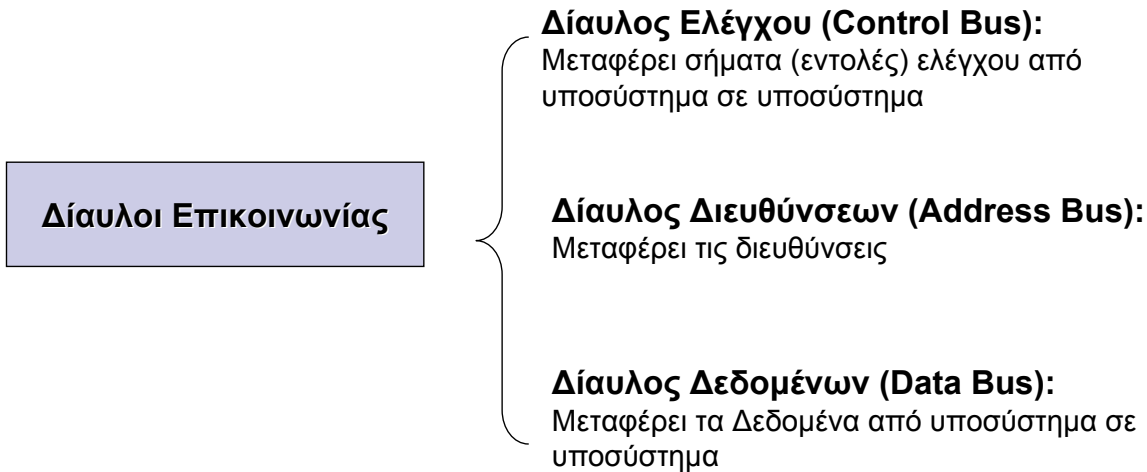 Δίαυλος Ελέγχου (Control Bus):
Μεταφέρει σήματα (εντολές) ελέγχου από
υποσύστημα σε υποσύστημα
Δίαυλοι Επικοινωνίας
Δίαυλος Διευθύνσεων (Address Bus):
Μεταφέρει τις διευθύνσεις
Δίαυλος Δεδομένων (Data Bus):
Μεταφέρει τα Δεδομένα από υποσύστημα σε
υποσύστημα